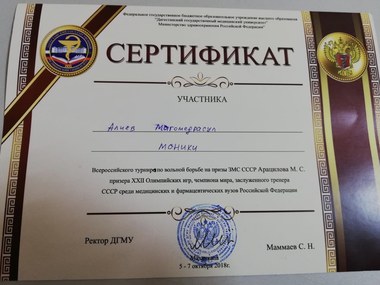 Федеральное государственное бюджетное образовательное учреждение высшего образования
"Дагестанский государственный медицинский университет"
Министерства здравоохранения Российской Федерации
СЕРТИФИКАТ
УЧАСТНИКА
Алиев Магомедрасул
МОНИКИ
Всероссийского турнира по вольной борьбе на призы ЗМС СССР Арацилова М. С.
призера XXII Олимпийских игр, чемпиона мира, заслуженного тренера
СССР среди медицинских и фармацевтических вузов Российской Федерации
Ректор ДГМУ
Маммаев С. Н.
5 - 7 октября 2018г.